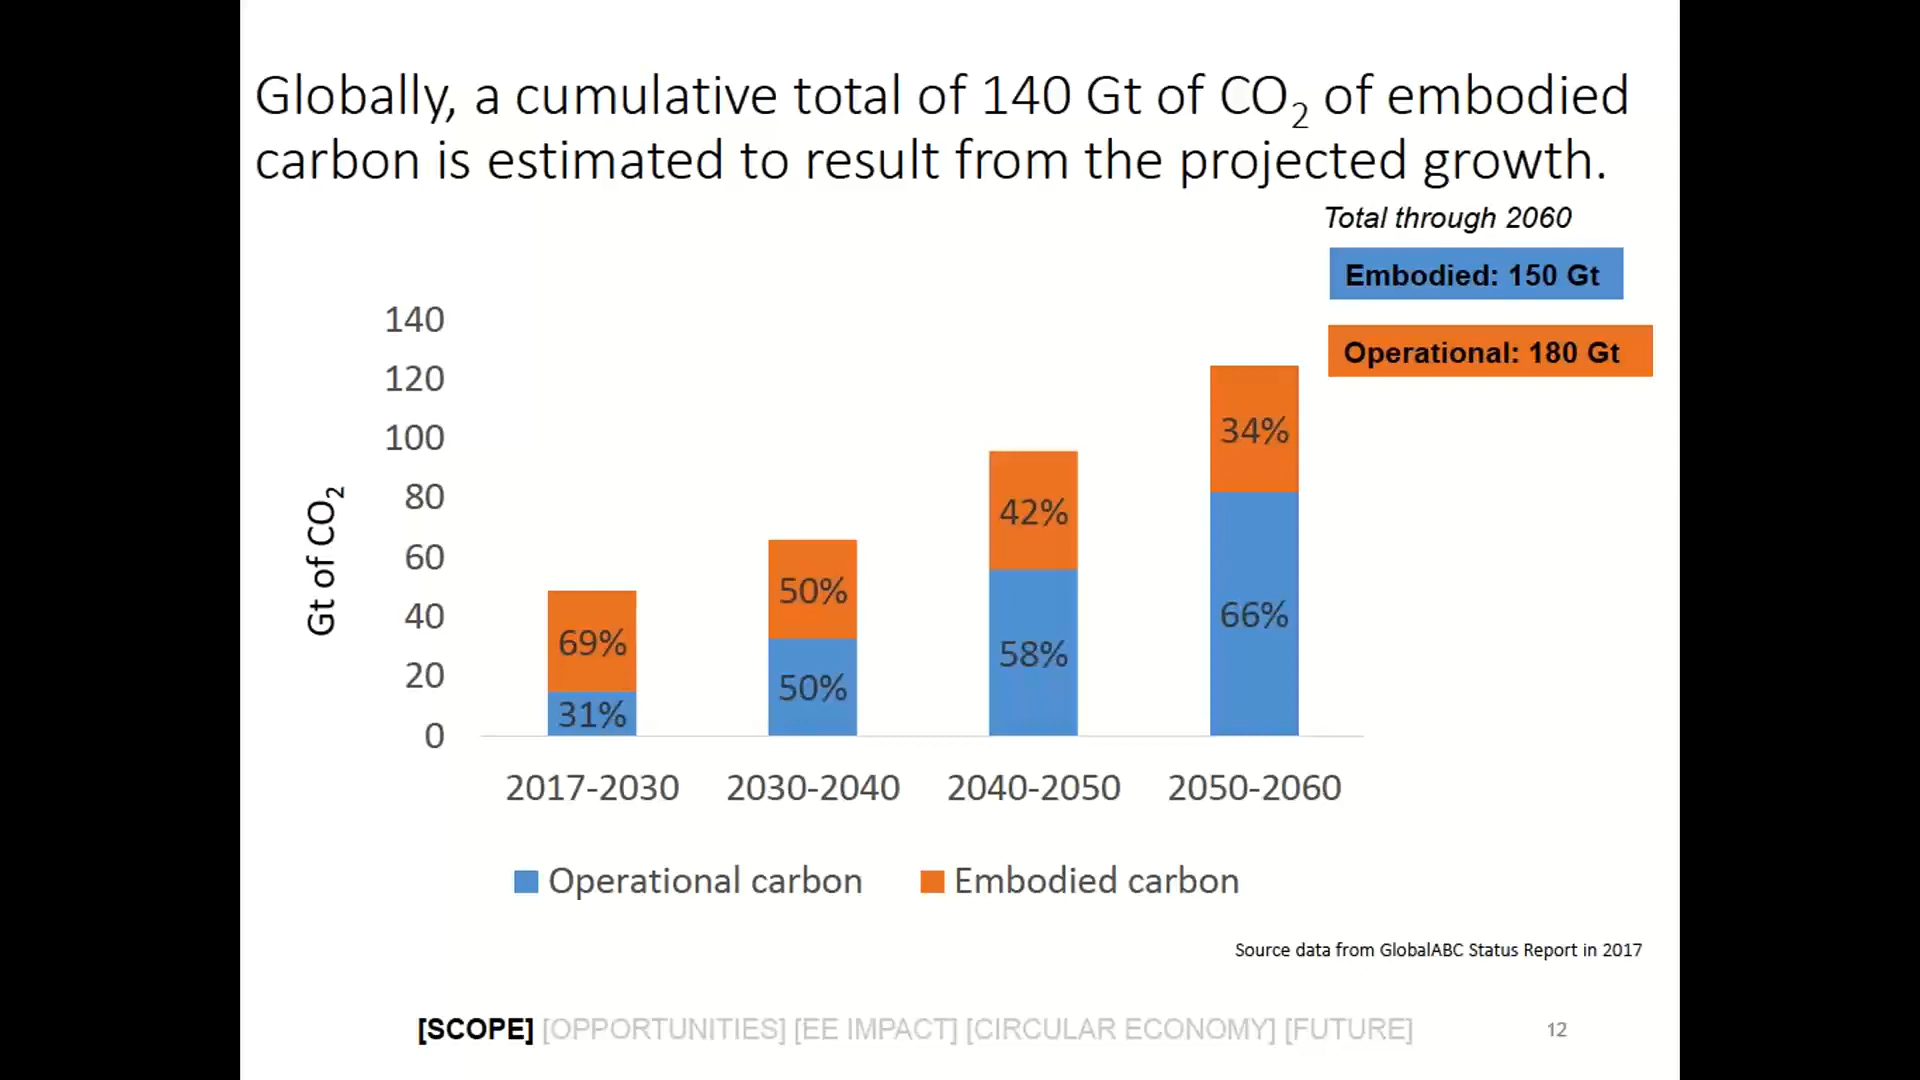 Globally, a cumulative total of 140 Gt of CO₂ of embodied
carbon is estimated to result from the projected growth.
Total through 2060
Embodied: 150 Gt
Operational: 180 Gt
Gt of CO₂
140
120
100
80
60
40
20
0
69%
31%
50%
50%
42%
58%
34%
66%
2017-2030 2030-2040 2040-2050 2050-2060
Operational carbon Embodied carbon
Source data from GlobalABC Status Report in 2017
[SCOPE] [OPPORTUNITIES] [EE IMPACT] [CIRCULAR ECONOMY] [FUTURE] 12